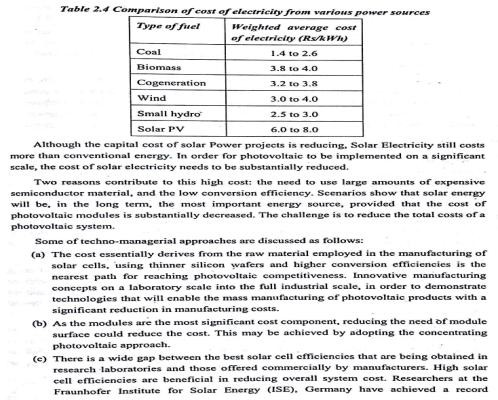 Table 2.4 Comparison of cost of electricity from various power sources
Type of fuel Weighted average cost of electricity (Rs/kWh)
Coal 1.4 to 2.6
Biomass 3.8 to 4.0
Cogeneration 3.2 to 3.8
Wind 3.0 to 4.0
Small hydro 2.5 to 3.0
Solar PV 6.0 to 8.0
Although the capital cost of solar Power projects is reducing, Solar Electricity still costs
more than conventional energy. In order for photovoltaic to be implemented on a significant
scale, the cost of solar electricity needs to be substantially reduced.
Two reasons contribute to this high cost: the need to use large amounts of expensive
semiconductor material, and the low conversion efficiency. Scenarios show that solar energy
will be, in the long term, the most important energy source, provided that the cost of
photovoltaic modules is substantially decreased. The challenge is to reduce the total costs of a
photovoltaic system.
Some of techno-managerial approaches are discussed as follows:
(a) The cost essentially derives from the raw material employed in the manufacturing of
solar cells, using thinner silicon wafers and higher conversion efficiencies is the
nearest path for reaching photovoltaic competitiveness. Innovative manufacturing
concepts on a laboratory scale into the full industrial scale, in order to demonstrate
technologies that will enable the mass manufacturing of photovoltaic products with a
significant reduction in manufacturing costs.
(b) As the modules are the most significant cost component, reducing the need of module
surface could reduce the cost. This may be achieved by adopting the concentrating
photovoltaic approach.
(c) There is a wide gap between the best solar cell efficiencies that are being obtained in
research laboratories and those offered commercially by manufacturers. High solar
cell efficiencies are beneficial in reducing overall system cost. Researchers at the
Fraunhofer Institute for Solar Energy (ISE), Germany have achieved a record